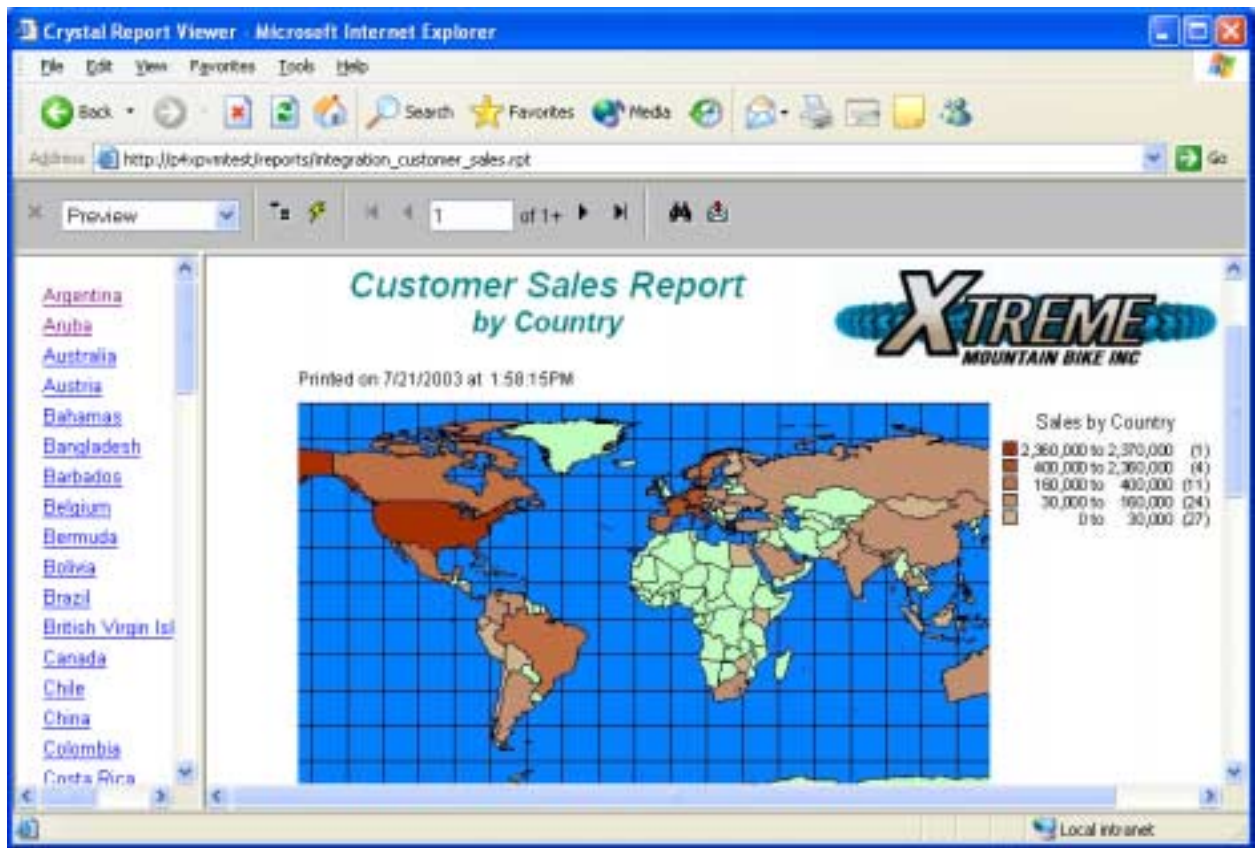 Crystal Report Viewer - Microsoft Internet Explorer
File Edit View Favorites Tools Help
Back Search Favorites Media
Address http://p4xpvmtest/reports/integration_customer_sales.rpt Go
Preview 1 of 1+
Argentina
Aruba
Australia
Austria
Bahamas
Bangladesh
Barbados
Belgium
Bermuda
Bolivia
Brazil
British Virgin Isl
Canada
Chile
China
Colombia
Costa Rica
Customer Sales Report
by Country
XTREME
MOUNTAIN BIKE INC
Printed on 7/21/2003 at 1:58:15PM
Sales by Country
2,360,000 to 2,370,000 (1)
400,000 to 2,360,000 (4)
160,000 to 400,000 (11)
30,000 to 160,000 (24)
0 to 30,000 (27)
Local intranet